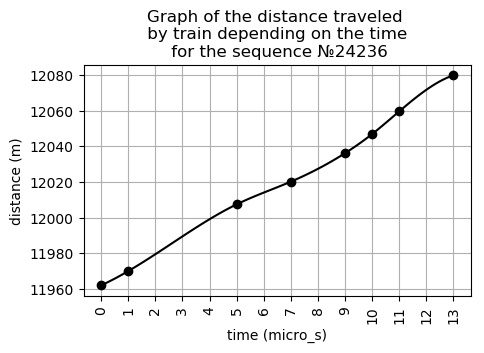 Graph of the distance traveled
by train depending on the time
for the sequence №24236
12080
12060
12040
12020
12000
11980
11960
distance (m)
0 1 2 3 4 5 6 7 8 9 10 11 12 13
time (micro_s)